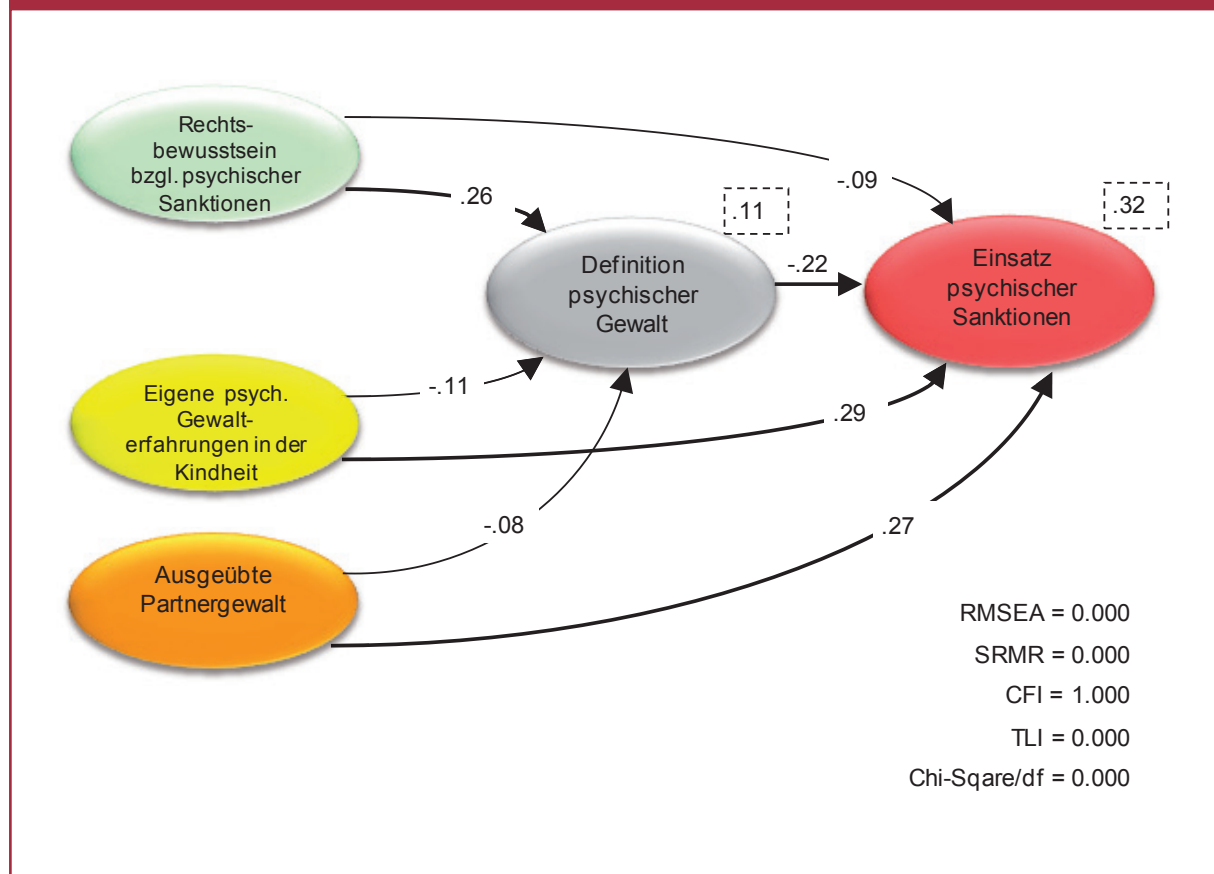 Rechts-
bewusstsein
bzgl. psychischer
Sanktionen
-.09
.26
.11
.32
Definition
psychischer
Gewalt
-.22
Einsatz
psychischer
Sanktionen
Eigene psych.
Gewalt-
erfahrungen in der
Kindheit
-.11
.29
-.08
.27
Ausgeübte
Partnergewalt
RMSEA = 0.000
SRMR = 0.000
CFI = 1.000
TLI = 0.000
Chi-Sqare/df = 0.000